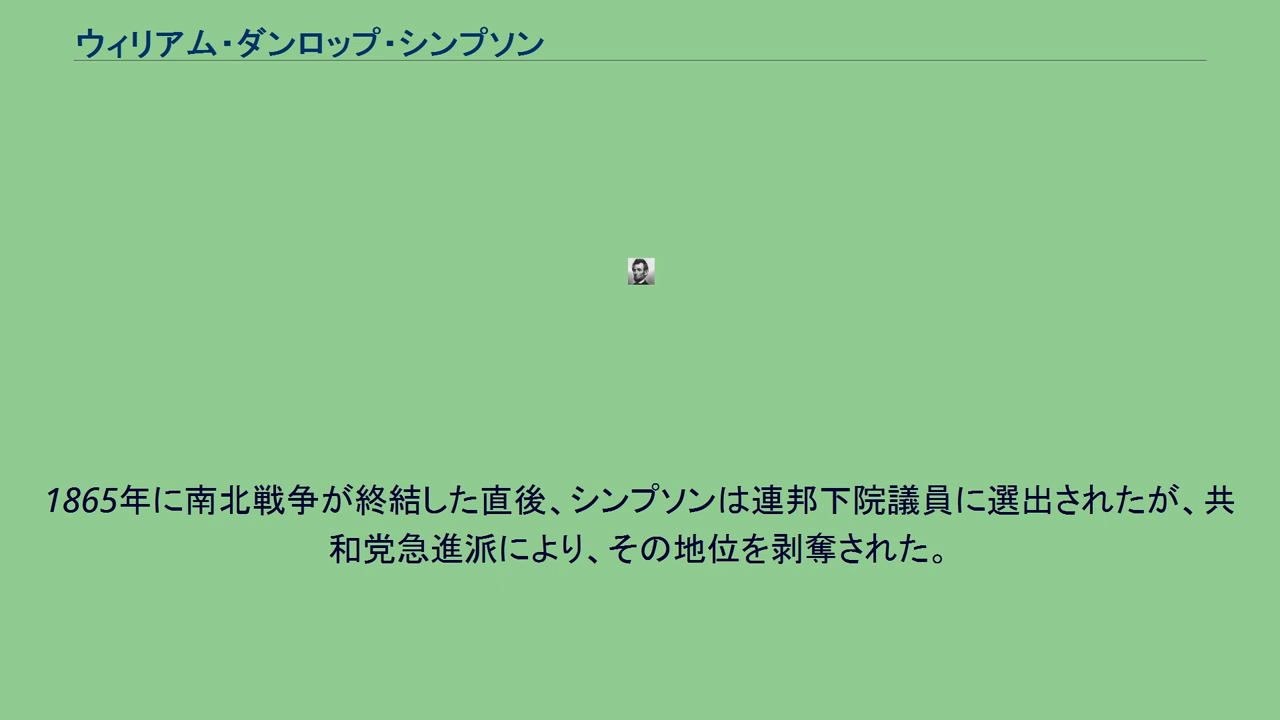 ウィリアム・ダンロップ・シンプソン
1865年に南北戦争が終結した直後、シンプソンは連邦下院議員に選出されたが、共
和党急進派により、その地位を剥奪された。